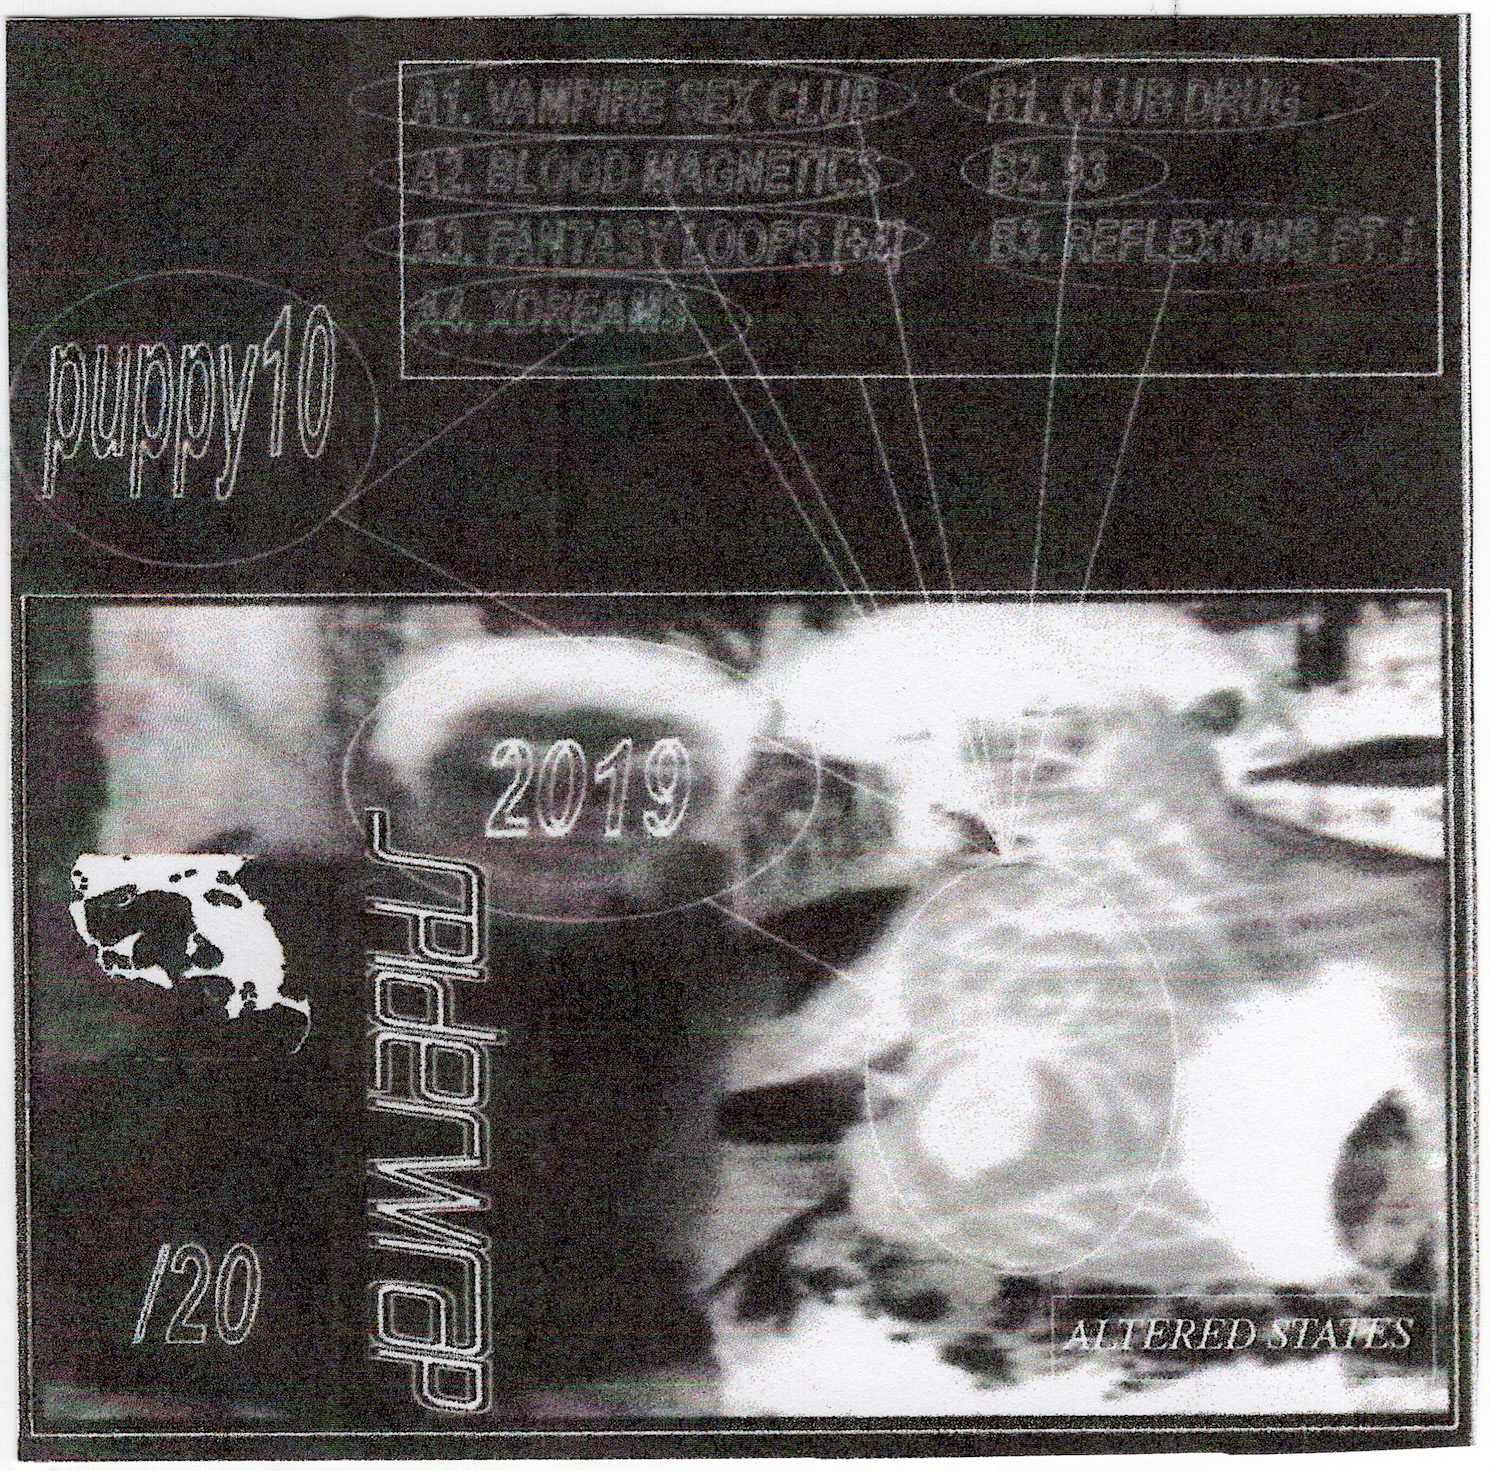 A1. VAMPIRE SEX CLUB
A2. BLOOD MAGNETICS
A3. FANTASY LOOPS
A4. XDREAMS
B1. CLUB DRUG
B2. 93
B3. REFLEXIONS PT. 1
puppy10
2019
Spiderwrap
/20
ALTERED STATES